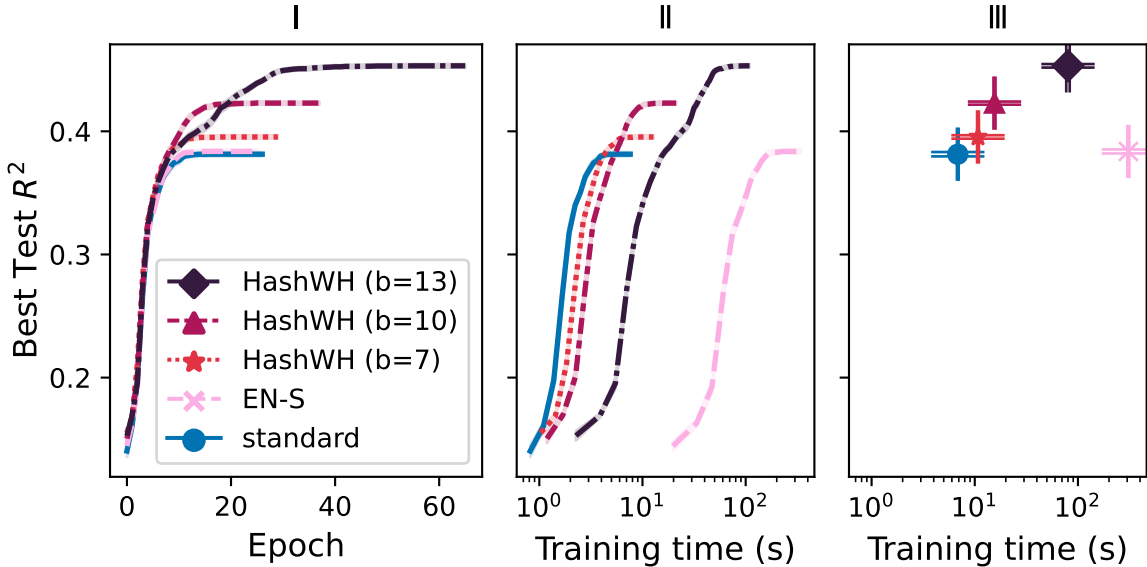 I
II
III
Best Test R²
0.4
0.3
0.2
HashWH (b=13)
HashWH (b=10)
HashWH (b=7)
EN-S
standard
0
20
40
60
Epoch
10⁰
10¹
10²
Training time (s)
10⁰
10¹
10²
Training time (s)